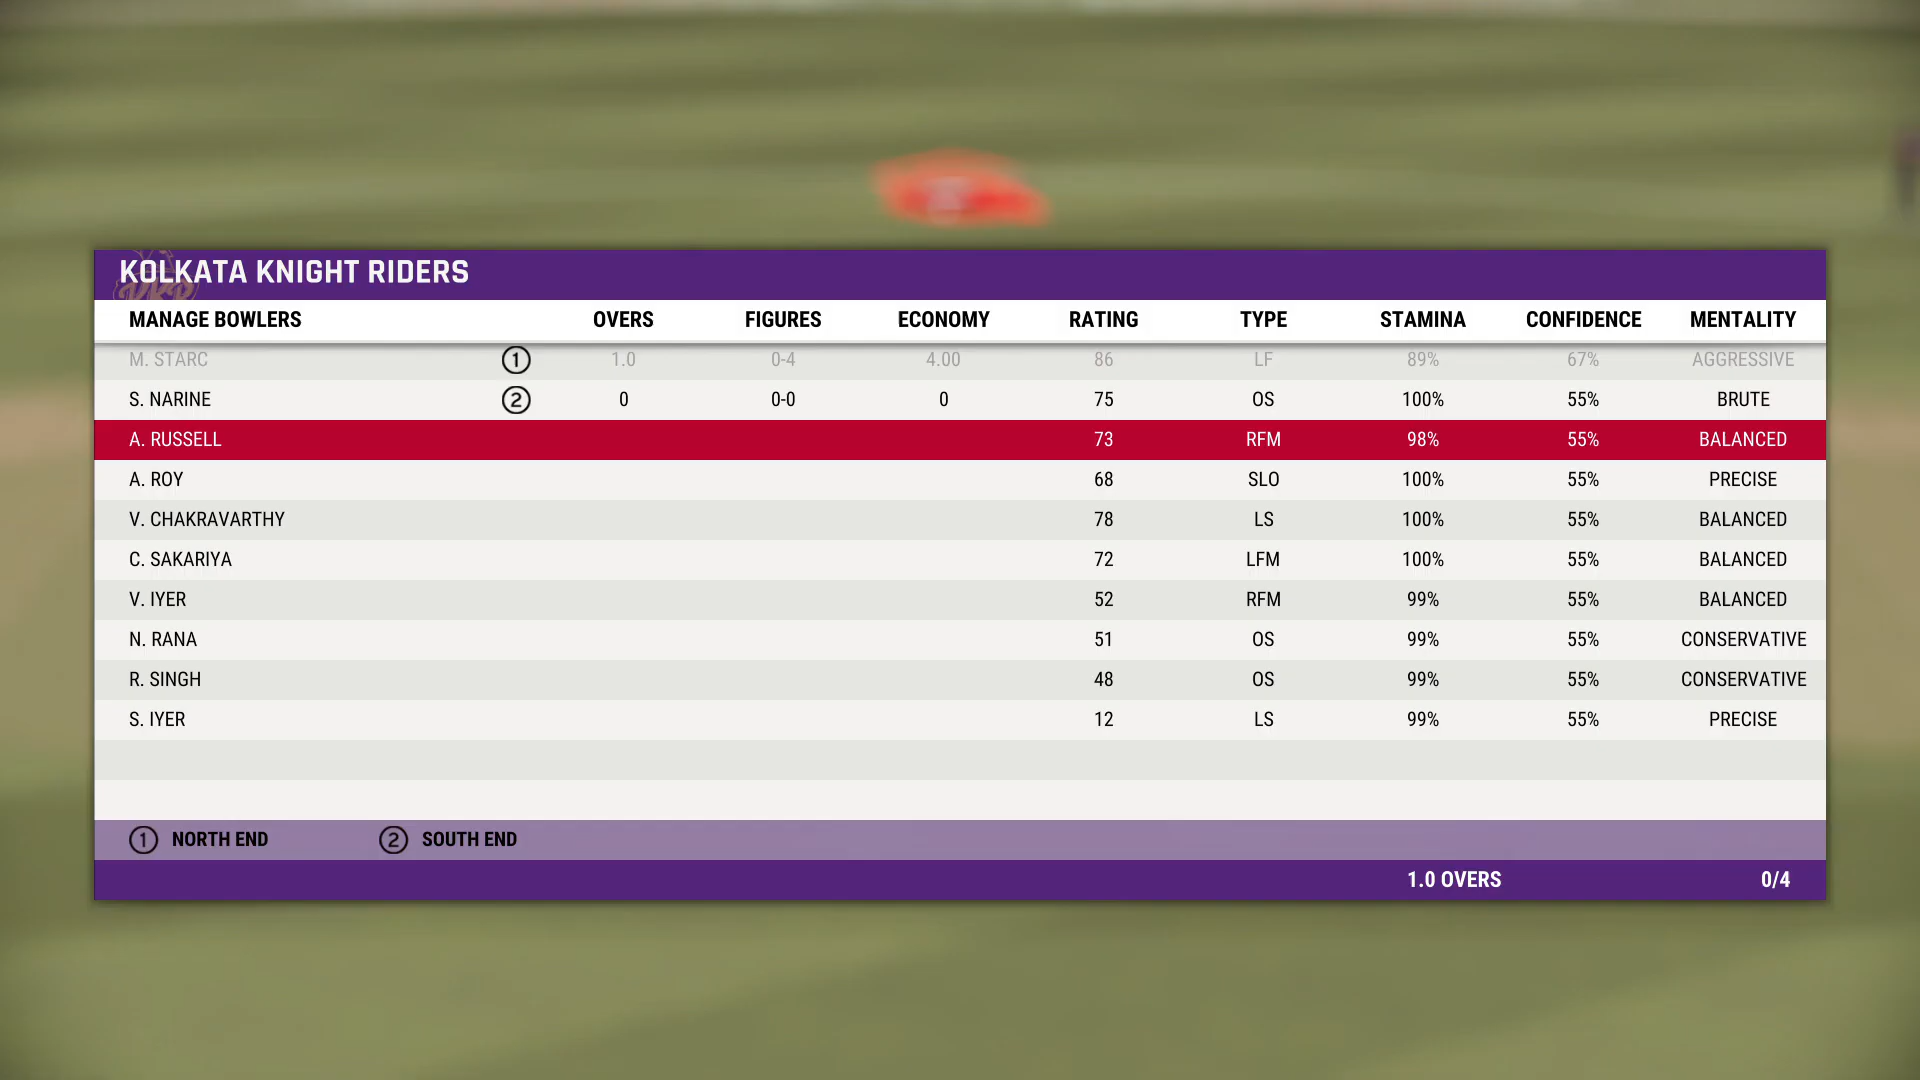 KOLKATA KNIGHT RIDERS
MANAGE BOWLERS OVERS FIGURES ECONOMY RATING TYPE STAMINA CONFIDENCE MENTALITY
M. STARC 1 1.0 0-4 4.00 86 LF 89% 67% AGGRESSIVE
S. NARINE 2 0 0-0 0 75 OS 100% 55% BRUTE
A. RUSSELL 73 RFM 98% 55% BALANCED
A. ROY 68 SLO 100% 55% PRECISE
V. CHAKRAVARTHY 78 LS 100% 55% BALANCED
C. SAKARIYA 72 LFM 100% 55% BALANCED
V. IYER 52 RFM 99% 55% BALANCED
N. RANA 51 OS 99% 55% CONSERVATIVE
R. SINGH 48 OS 99% 55% CONSERVATIVE
S. IYER 12 LS 99% 55% PRECISE
1 NORTH END 2 SOUTH END
1.0 OVERS 0/4